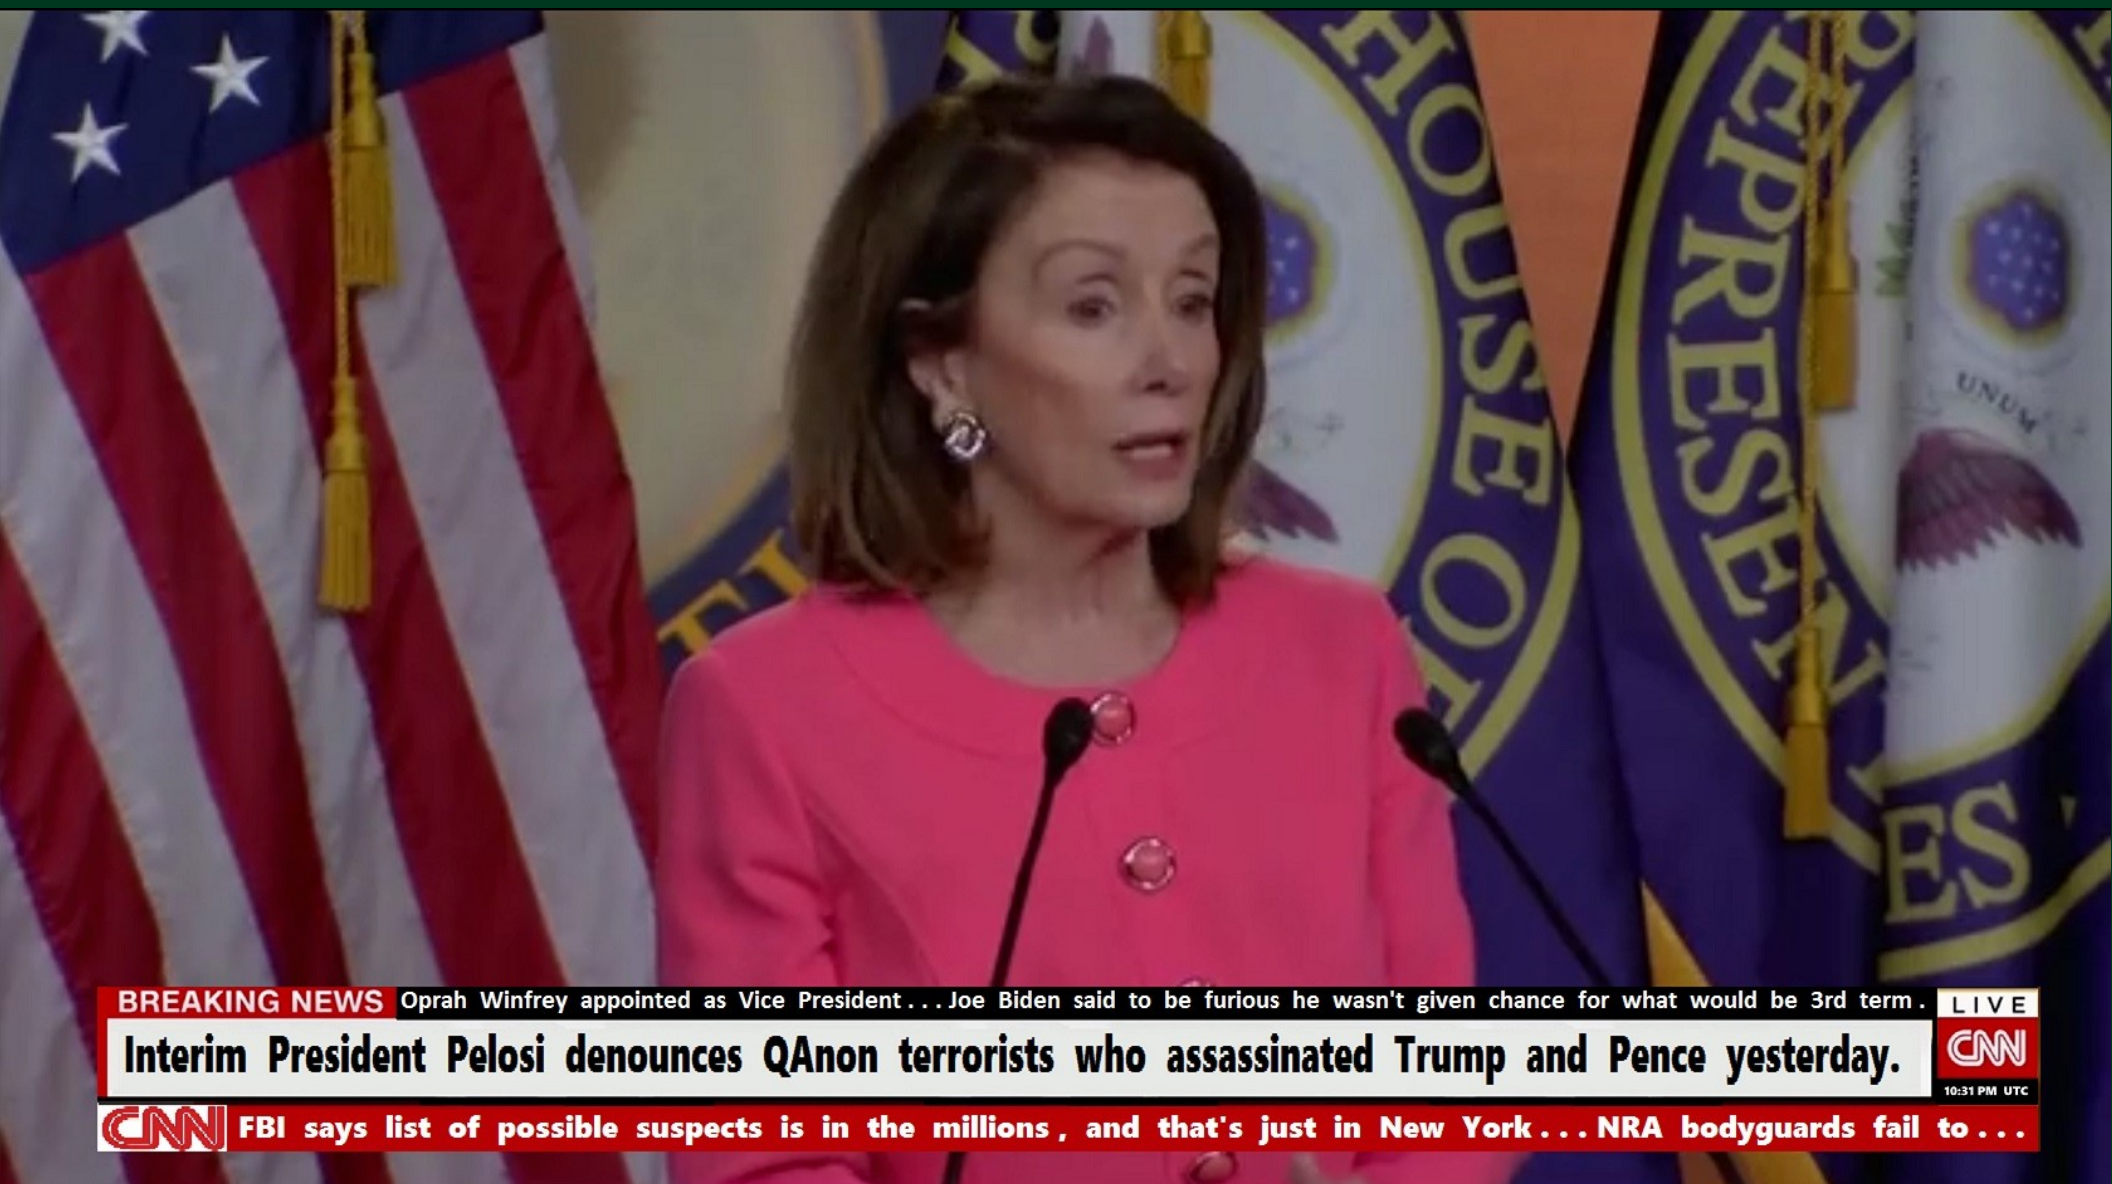 HOUSE OF
REPRESENT
UNUM
ES
BREAKING NEWS Oprah Winfrey appointed as Vice President...Joe Biden said to be furious he wasn't given chance for what would be 3rd term. LIVE
Interim President Pelosi denounces QAnon terrorists who assassinated Trump and Pence yesterday. CNN
10:31 PM UTC
CNN FBI says list of possible suspects is in the millions, and that's just in New York...NRA bodyguards fail to...